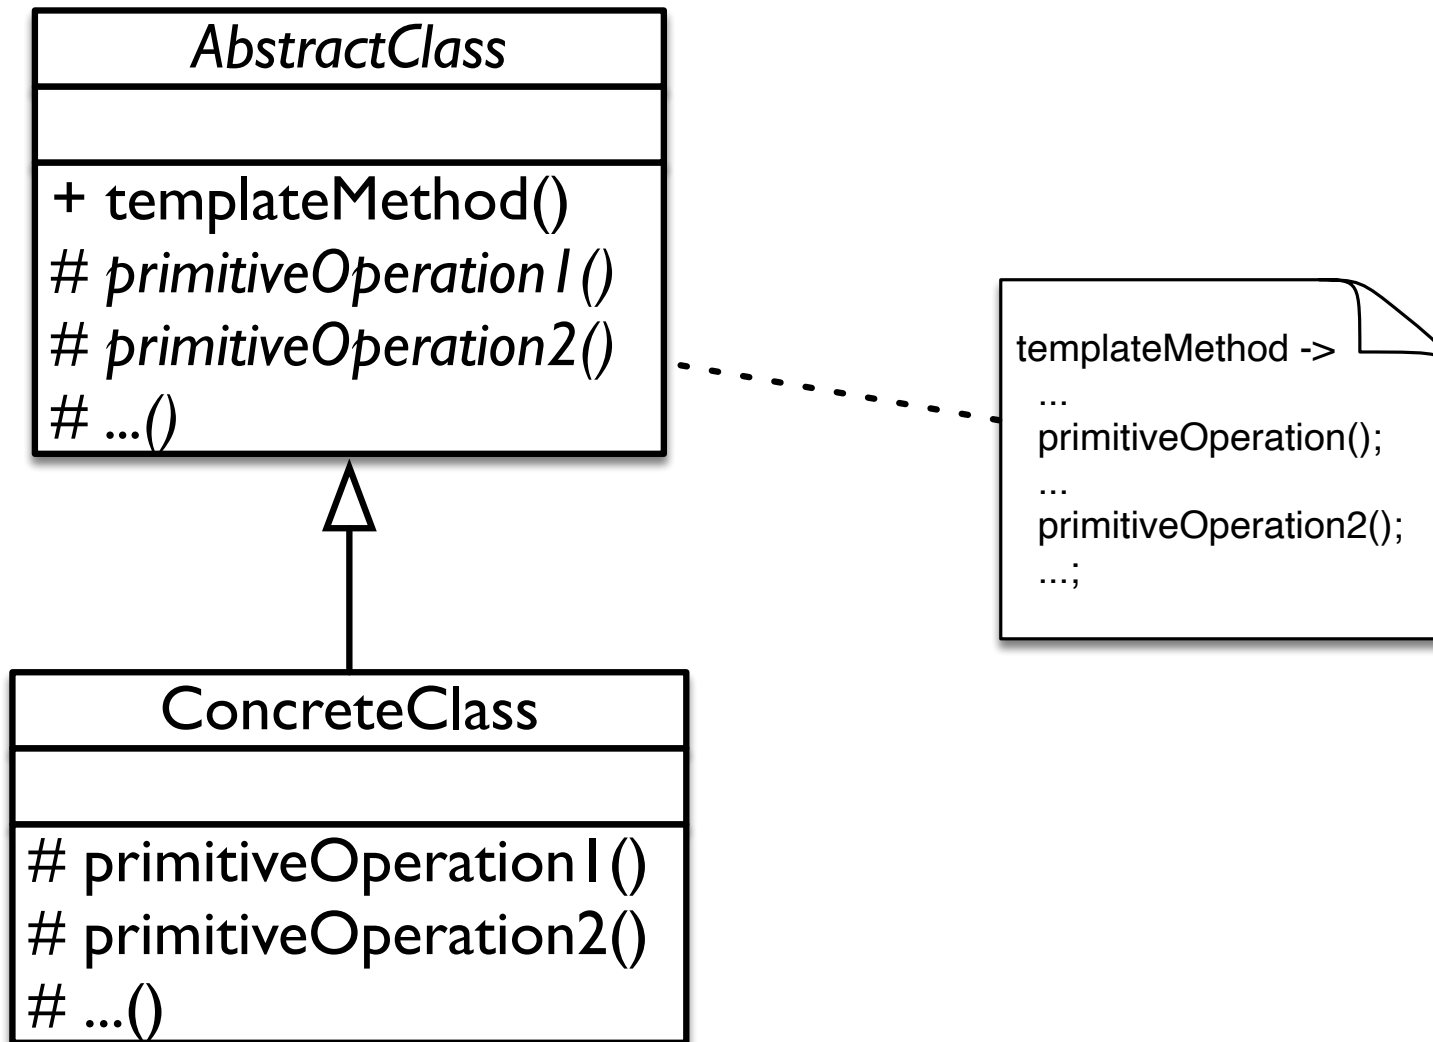 AbstractClass
+ templateMethod()
# primitiveOperation1()
# primitiveOperation2()
# ...()
templateMethod ->
...
primitiveOperation();
...
primitiveOperation2();
...;
ConcreteClass
# primitiveOperation1()
# primitiveOperation2()
# ...()